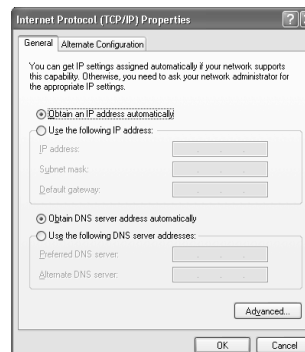 Internet Protocol (TCP/IP) Properties
General
Alternate Configuration
You can get IP settings assigned automatically if your network supports
this capability. Otherwise, you need to ask your network administrator for
the appropriate IP settings.
Obtain an IP address automatically
Use the following IP address:
IP address:
Subnet mask:
Default gateway:
Obtain DNS server address automatically
Use the following DNS server addresses:
Preferred DNS server:
Alternate DNS server:
Advanced...
OK
Cancel